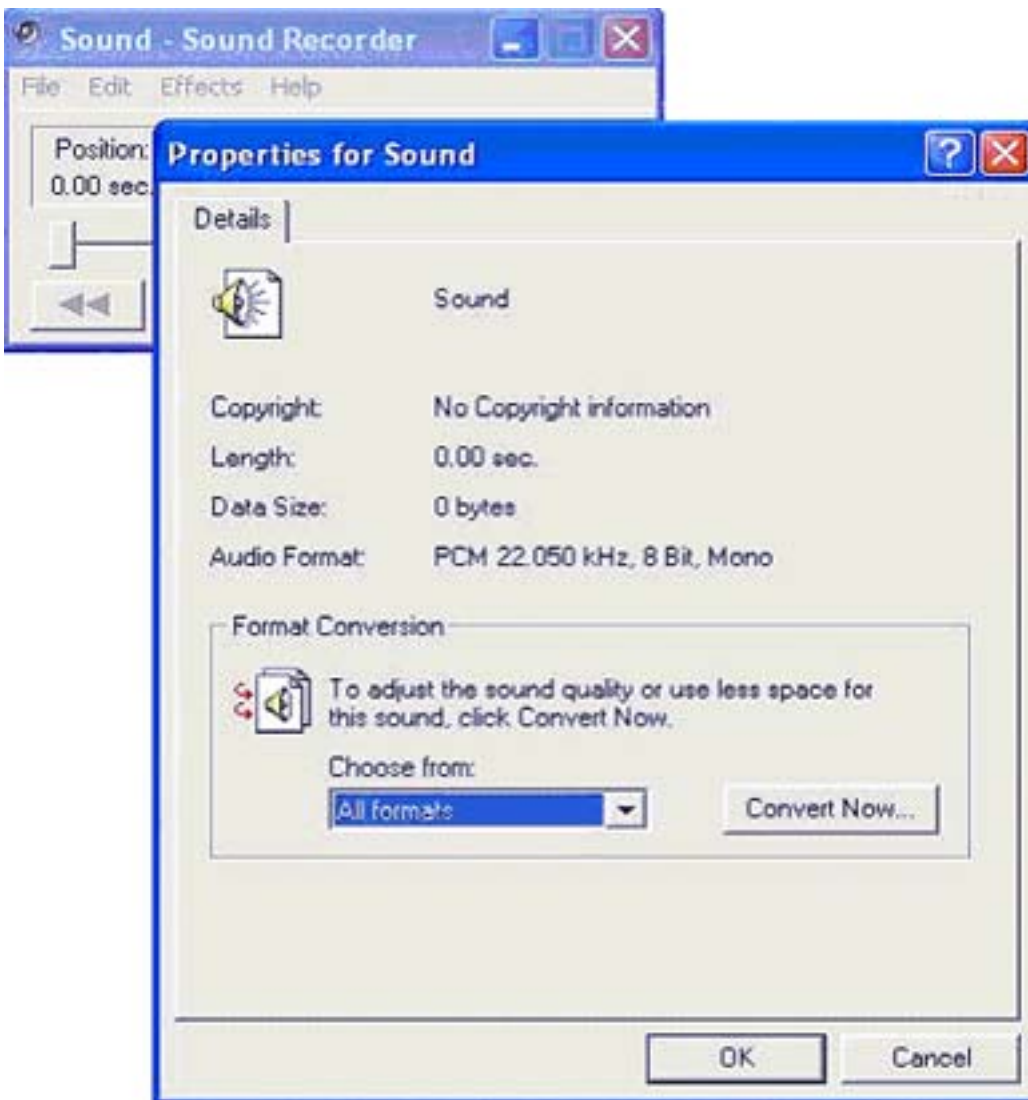 Sound - Sound Recorder
File Edit Effects Help
Position:
0.00 sec.
Properties for Sound
Details
Sound
Copyright: No Copyright information
Length: 0.00 sec.
Data Size: 0 bytes
Audio Format: PCM 22.050 kHz, 8 Bit, Mono
Format Conversion
To adjust the sound quality or use less space for
this sound, click Convert Now.
Choose from:
All formats
Convert Now...
OK Cancel